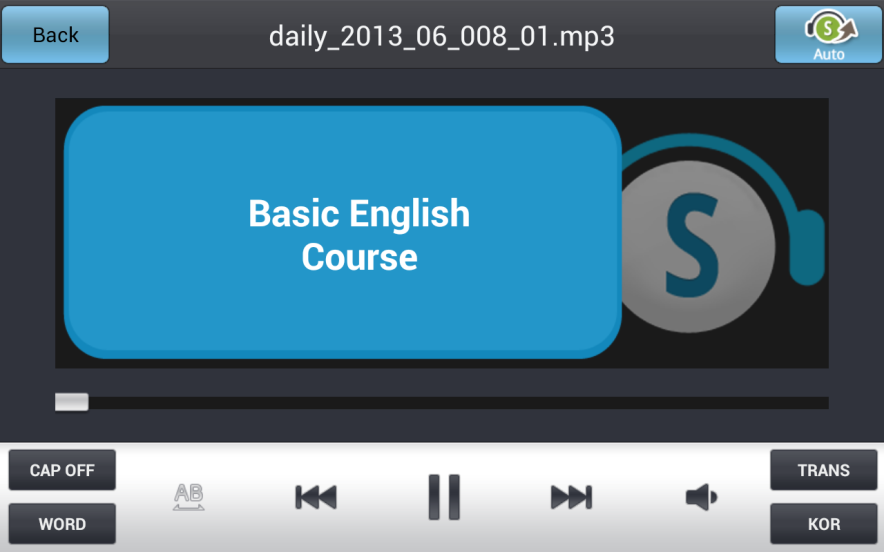 Back
daily_2013_06_008_01.mp3
S
Auto
Basic English
Course
S
CAP OFF
AB
TRANS
WORD
KOR